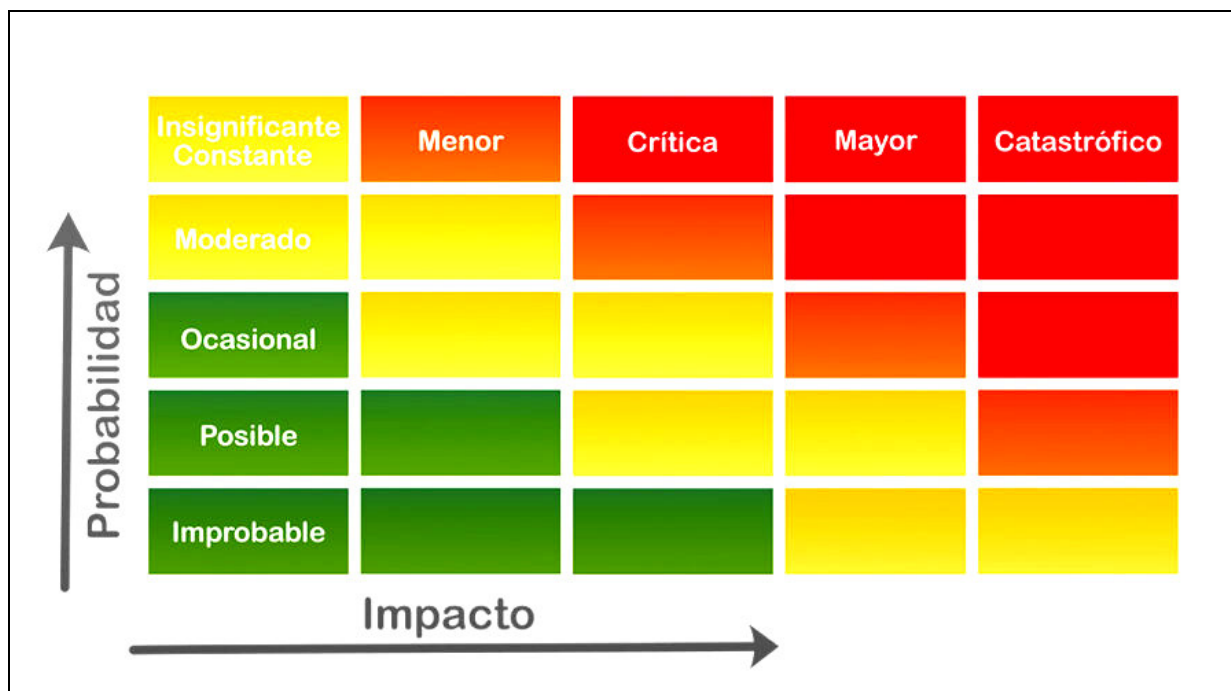 Insignificante
Constante
Menor
Crítica
Mayor
Catastrófico
Moderado
Ocasional
Posible
Improbable
Probabilidad
Impacto